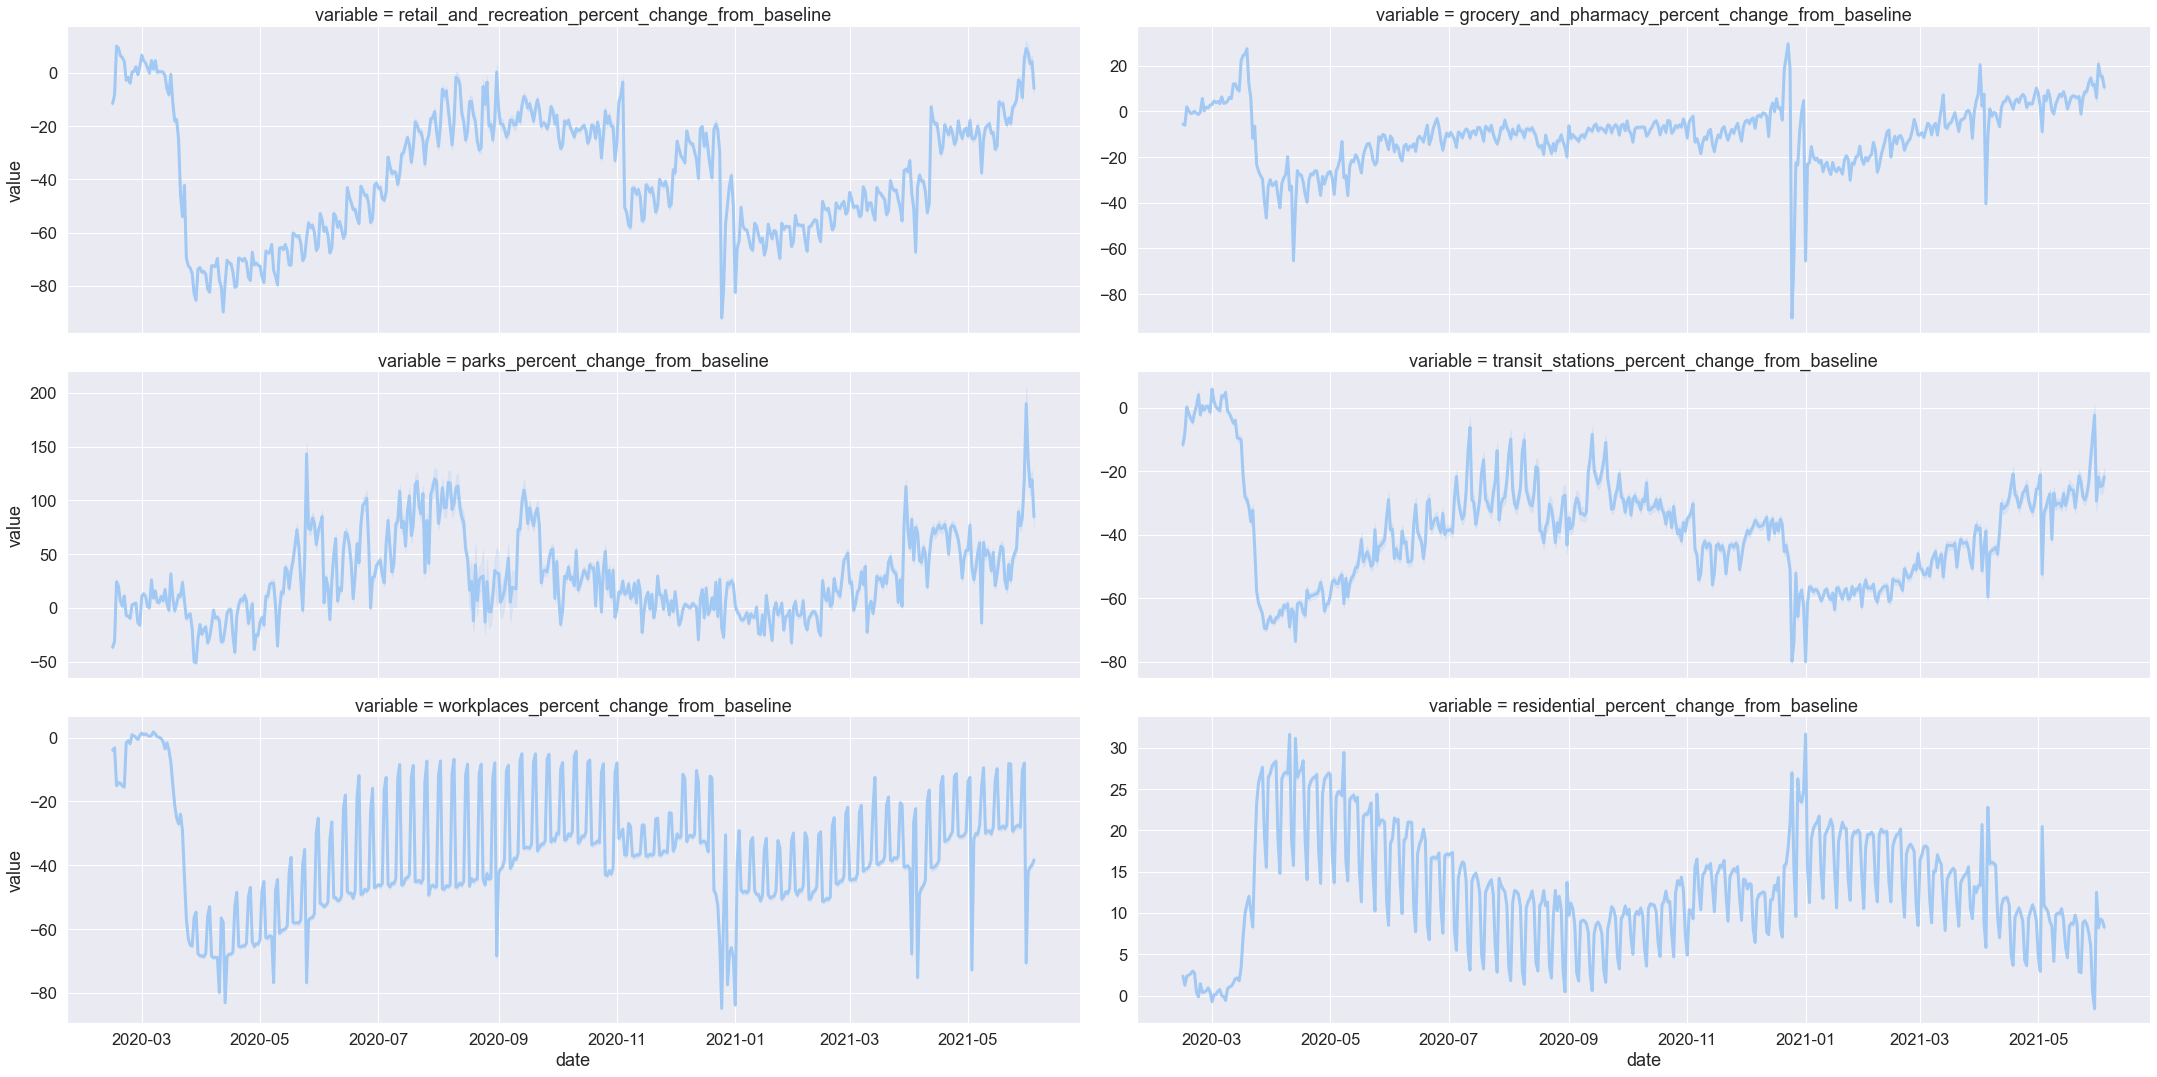 variable = retail_and_recreation_percent_change_from_baseline
0
−20
−40
−60
−80
value
variable = grocery_and_pharmacy_percent_change_from_baseline
20
0
−20
−40
−60
−80
variable = parks_percent_change_from_baseline
200
150
100
50
0
−50
value
variable = transit_stations_percent_change_from_baseline
0
−20
−40
−60
−80
variable = workplaces_percent_change_from_baseline
0
−20
−40
−60
−80
value
2020-03 2020-05 2020-07 2020-09 2020-11 2021-01 2021-03 2021-05
date
variable = residential_percent_change_from_baseline
30
25
20
15
10
5
0
2020-03 2020-05 2020-07 2020-09 2020-11 2021-01 2021-03 2021-05
date